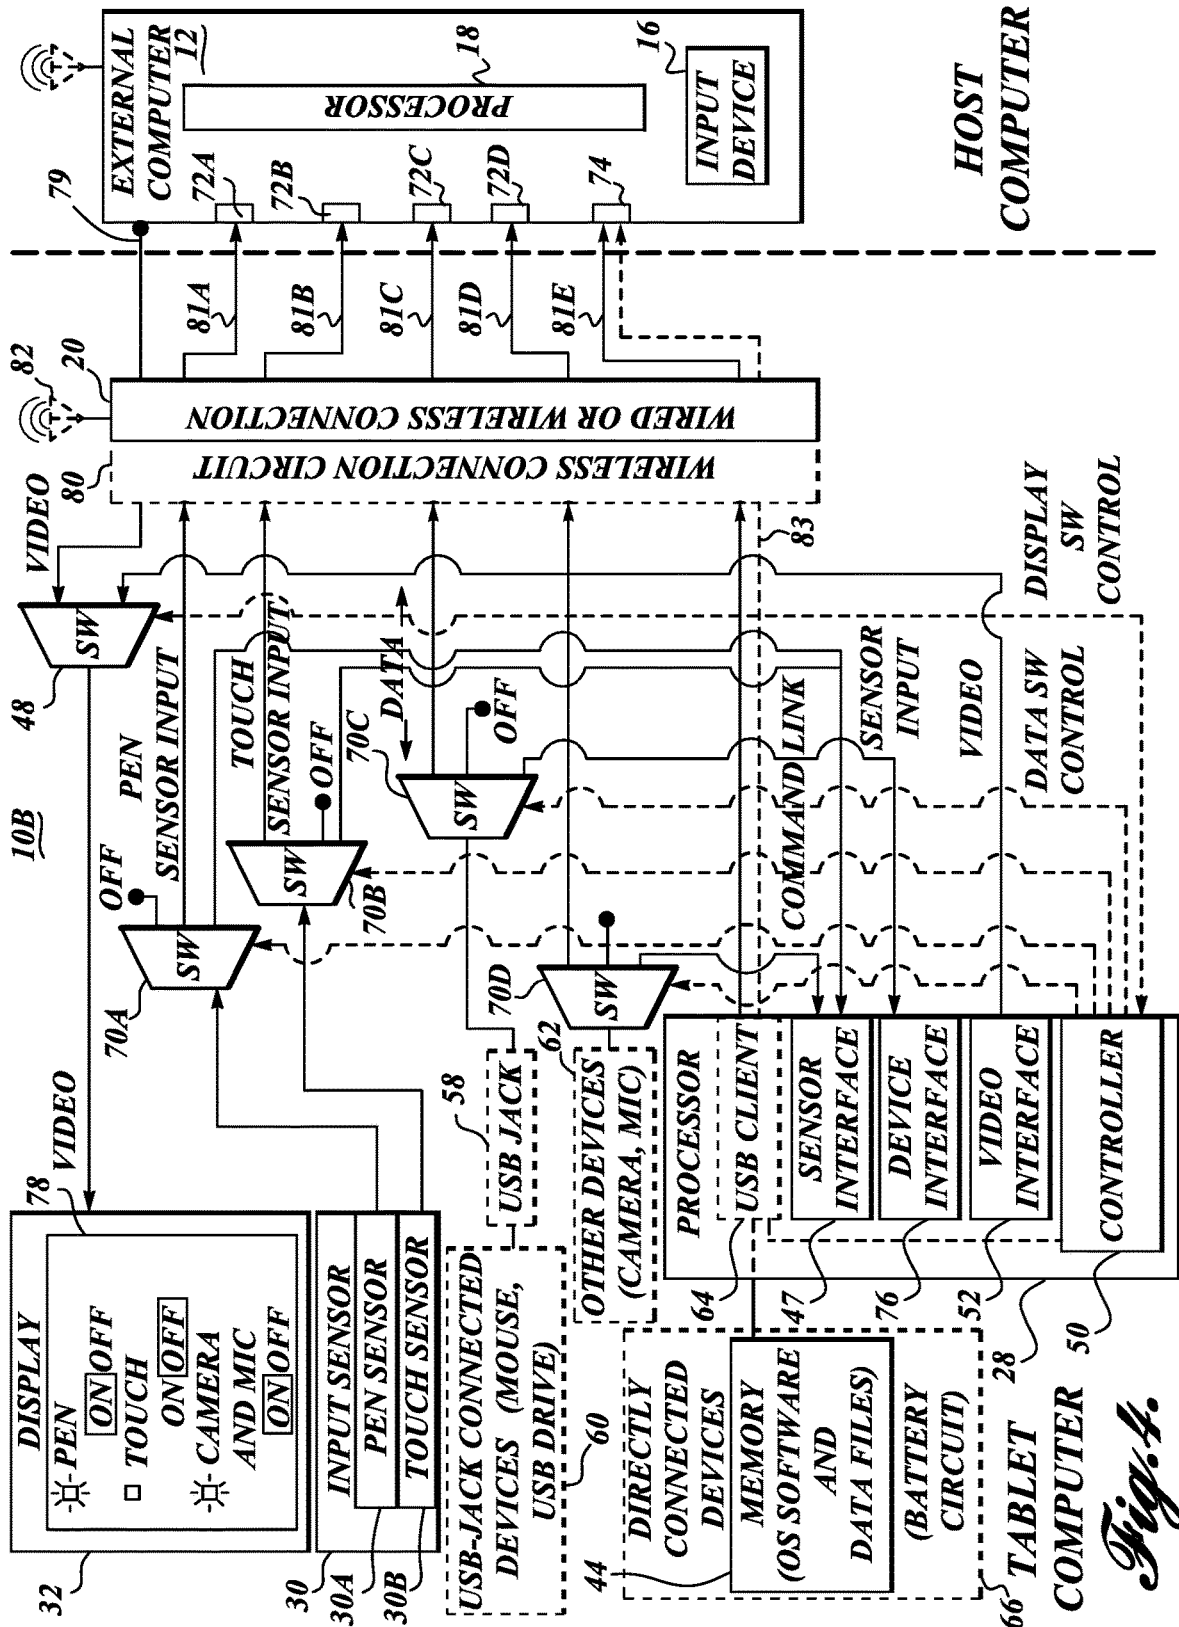 10B
DISPLAY
78
VIDEO
PEN
ON OFF
TOUCH
ON OFF
CAMERA
AND MIC
ON OFF
32
INPUT SENSOR
PEN SENSOR
TOUCH SENSOR
30
30A
30B
USB-JACK CONNECTED
DEVICES (MOUSE,
USB DRIVE)
60
58
USB JACK
62
OTHER DEVICES
(CAMERA, MIC)
DIRECTLY
CONNECTED
DEVICES
MEMORY
(OS SOFTWARE
AND
DATA FILES)
(BATTERY
CIRCUIT)
44
66
PROCESSOR
USB CLIENT
SENSOR
INTERFACE
DEVICE
INTERFACE
VIDEO
INTERFACE
CONTROLLER
64
47
76
52
28
50
TABLET
COMPUTER
48
SW
VIDEO
70A
SW
OFF
PEN
SENSOR INPUT
70B
SW
OFF
TOUCH
SENSOR INPUT
70C
SW
OFF
DATA
70D
SW
COMMAND LINK
SENSOR
INPUT
VIDEO
DATA SW
CONTROL
DISPLAY
SW
CONTROL
83
80
WIRELESS CONNECTION CIRCUIT
20
82
WIRED OR WIRELESS CONNECTION
79
81A
81B
81C
81D
81E
EXTERNAL
COMPUTER
12
72A
72B
72C
72D
74
PROCESSOR
18
16
INPUT
DEVICE
HOST
COMPUTER
Fig.4.